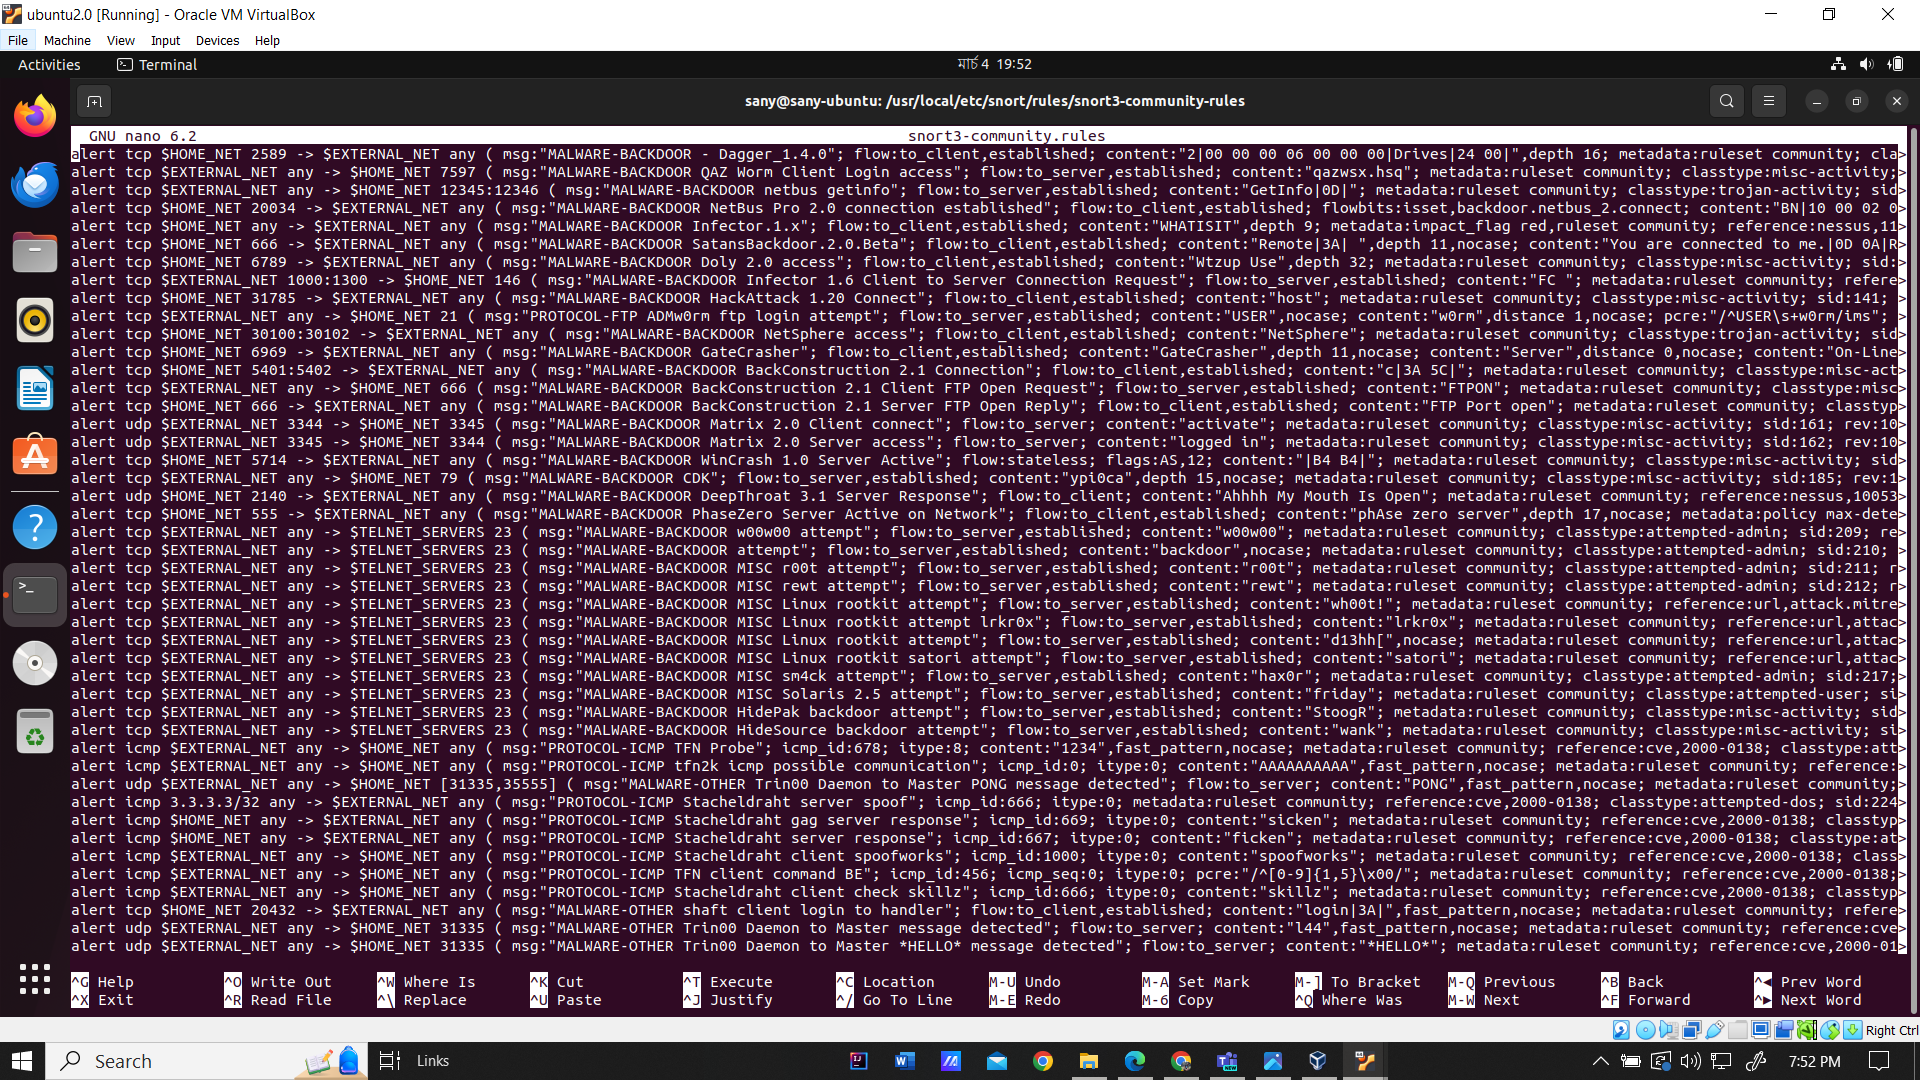 ubuntu2.0 [Running] - Oracle VM VirtualBox
File Machine View Input Devices Help
Activities Terminal মার্চ 4 19:52
sany@sany-ubuntu: /usr/local/etc/snort/rules/snort3-community-rules
GNU nano 6.2 snort3-community.rules
alert tcp $HOME_NET 2589 -> $EXTERNAL_NET any ( msg:"MALWARE-BACKDOOR - Dagger_1.4.0"; flow:to_client,established; content:"2|00 00 00 06 00 00 00|Drives|24 00|",depth 16; metadata:ruleset community; cla>
alert tcp $EXTERNAL_NET any -> $HOME_NET 7597 ( msg:"MALWARE-BACKDOOR QAZ Worm Client Login access"; flow:to_server,established; content:"qazwsx.hsq"; metadata:ruleset community; classtype:misc-activity;>
alert tcp $EXTERNAL_NET any -> $HOME_NET 12345:12346 ( msg:"MALWARE-BACKDOOR netbus getinfo"; flow:to_server,established; content:"GetInfo|0D|"; metadata:ruleset community; classtype:trojan-activity; sid>
alert tcp $HOME_NET 20034 -> $EXTERNAL_NET any ( msg:"MALWARE-BACKDOOR NetBus Pro 2.0 connection established"; flow:to_client,established; flowbits:isset,backdoor.netbus_2.connect; content:"BN|10 00 02 0>
alert tcp $HOME_NET any -> $EXTERNAL_NET any ( msg:"MALWARE-BACKDOOR Infector.1.x"; flow:to_client,established; content:"WHATISIT",depth 9; metadata:impact_flag red,ruleset community; reference:nessus,11>
alert tcp $HOME_NET 666 -> $EXTERNAL_NET any ( msg:"MALWARE-BACKDOOR SatansBackdoor.2.0.Beta"; flow:to_client,established; content:"Remote|3A| ",depth 11,nocase; content:"You are connected to me.|0D 0A|R>
alert tcp $HOME_NET 6789 -> $EXTERNAL_NET any ( msg:"MALWARE-BACKDOOR Doly 2.0 access"; flow:to_client,established; content:"Wtzup Use",depth 32; metadata:ruleset community; classtype:misc-activity; sid:>
alert tcp $EXTERNAL_NET 1000:1300 -> $HOME_NET 146 ( msg:"MALWARE-BACKDOOR Infector 1.6 Client to Server Connection Request"; flow:to_server,established; content:"FC "; metadata:ruleset community; refere>
alert tcp $HOME_NET 31785 -> $EXTERNAL_NET any ( msg:"MALWARE-BACKDOOR HackAttack 1.20 Connect"; flow:to_client,established; content:"host"; metadata:ruleset community; classtype:misc-activity; sid:141; >
alert tcp $EXTERNAL_NET any -> $HOME_NET 21 ( msg:"PROTOCOL-FTP ADMw0rm ftp login attempt"; flow:to_server,established; content:"USER",nocase; content:"w0rm",distance 1,nocase; pcre:"/^USER\s+w0rm/ims"; >
alert tcp $HOME_NET 30100:30102 -> $EXTERNAL_NET any ( msg:"MALWARE-BACKDOOR NetSphere access"; flow:to_client,established; content:"NetSphere"; metadata:ruleset community; classtype:trojan-activity; sid>
alert tcp $HOME_NET 6969 -> $EXTERNAL_NET any ( msg:"MALWARE-BACKDOOR GateCrasher"; flow:to_client,established; content:"GateCrasher",depth 11,nocase; content:"Server",distance 0,nocase; content:"On-Line>
alert tcp $HOME_NET 5401:5402 -> $EXTERNAL_NET any ( msg:"MALWARE-BACKDOOR BackConstruction 2.1 Connection"; flow:to_client,established; content:"c|3A 5C|"; metadata:ruleset community; classtype:misc-act>
alert tcp $EXTERNAL_NET any -> $HOME_NET 666 ( msg:"MALWARE-BACKDOOR BackConstruction 2.1 Client FTP Open Request"; flow:to_server,established; content:"FTPON"; metadata:ruleset community; classtype:misc>
alert tcp $HOME_NET 666 -> $EXTERNAL_NET any ( msg:"MALWARE-BACKDOOR BackConstruction 2.1 Server FTP Open Reply"; flow:to_client,established; content:"FTP Port open"; metadata:ruleset community; classtyp>
alert udp $EXTERNAL_NET 3344 -> $HOME_NET 3345 ( msg:"MALWARE-BACKDOOR Matrix 2.0 Client connect"; flow:to_server; content:"activate"; metadata:ruleset community; classtype:misc-activity; sid:161; rev:10>
alert udp $EXTERNAL_NET 3345 -> $HOME_NET 3344 ( msg:"MALWARE-BACKDOOR Matrix 2.0 Server access"; flow:to_server; content:"logged in"; metadata:ruleset community; classtype:misc-activity; sid:162; rev:10>
alert tcp $HOME_NET 5714 -> $EXTERNAL_NET any ( msg:"MALWARE-BACKDOOR WinCrash 1.0 Server Active"; flow:stateless; flags:AS,12; content:"|B4 B4|"; metadata:ruleset community; classtype:misc-activity; sid>
alert tcp $EXTERNAL_NET any -> $HOME_NET 79 ( msg:"MALWARE-BACKDOOR CDK"; flow:to_server,established; content:"ypi0ca",depth 15,nocase; metadata:ruleset community; classtype:misc-activity; sid:185; rev:1>
alert udp $HOME_NET 2140 -> $EXTERNAL_NET any ( msg:"MALWARE-BACKDOOR DeepThroat 3.1 Server Response"; flow:to_client; content:"Ahhhh My Mouth Is Open"; metadata:ruleset community; reference:nessus,10053>
alert tcp $HOME_NET 555 -> $EXTERNAL_NET any ( msg:"MALWARE-BACKDOOR PhaseZero Server Active on Network"; flow:to_client,established; content:"phAse zero server",depth 17,nocase; metadata:policy max-dete>
alert tcp $EXTERNAL_NET any -> $TELNET_SERVERS 23 ( msg:"MALWARE-BACKDOOR w00w00 attempt"; flow:to_server,established; content:"w00w00"; metadata:ruleset community; classtype:attempted-admin; sid:209; re>
alert tcp $EXTERNAL_NET any -> $TELNET_SERVERS 23 ( msg:"MALWARE-BACKDOOR attempt"; flow:to_server,established; content:"backdoor",nocase; metadata:ruleset community; classtype:attempted-admin; sid:210; >
alert tcp $EXTERNAL_NET any -> $TELNET_SERVERS 23 ( msg:"MALWARE-BACKDOOR MISC r00t attempt"; flow:to_server,established; content:"r00t"; metadata:ruleset community; classtype:attempted-admin; sid:211; r>
alert tcp $EXTERNAL_NET any -> $TELNET_SERVERS 23 ( msg:"MALWARE-BACKDOOR MISC rewt attempt"; flow:to_server,established; content:"rewt"; metadata:ruleset community; classtype:attempted-admin; sid:212; r>
alert tcp $EXTERNAL_NET any -> $TELNET_SERVERS 23 ( msg:"MALWARE-BACKDOOR MISC Linux rootkit attempt"; flow:to_server,established; content:"wh00t!"; metadata:ruleset community; reference:url,attack.mitre>
alert tcp $EXTERNAL_NET any -> $TELNET_SERVERS 23 ( msg:"MALWARE-BACKDOOR MISC Linux rootkit attempt lrkr0x"; flow:to_server,established; content:"lrkr0x"; metadata:ruleset community; reference:url,attac>
alert tcp $EXTERNAL_NET any -> $TELNET_SERVERS 23 ( msg:"MALWARE-BACKDOOR MISC Linux rootkit attempt"; flow:to_server,established; content:"d13hh[",nocase; metadata:ruleset community; reference:url,attac>
alert tcp $EXTERNAL_NET any -> $TELNET_SERVERS 23 ( msg:"MALWARE-BACKDOOR MISC Linux rootkit satori attempt"; flow:to_server,established; content:"satori"; metadata:ruleset community; reference:url,attac>
alert tcp $EXTERNAL_NET any -> $TELNET_SERVERS 23 ( msg:"MALWARE-BACKDOOR MISC sm4ck attempt"; flow:to_server,established; content:"hax0r"; metadata:ruleset community; classtype:attempted-admin; sid:217;>
alert tcp $EXTERNAL_NET any -> $TELNET_SERVERS 23 ( msg:"MALWARE-BACKDOOR MISC Solaris 2.5 attempt"; flow:to_server,established; content:"friday"; metadata:ruleset community; classtype:attempted-user; si>
alert tcp $EXTERNAL_NET any -> $TELNET_SERVERS 23 ( msg:"MALWARE-BACKDOOR HidePak backdoor attempt"; flow:to_server,established; content:"StoogR"; metadata:ruleset community; classtype:misc-activity; sid>
alert tcp $EXTERNAL_NET any -> $TELNET_SERVERS 23 ( msg:"MALWARE-BACKDOOR HideSource backdoor attempt"; flow:to_server,established; content:"wank"; metadata:ruleset community; classtype:misc-activity; si>
alert icmp $EXTERNAL_NET any -> $HOME_NET any ( msg:"PROTOCOL-ICMP TFN Probe"; icmp_id:678; itype:8; content:"1234",fast_pattern,nocase; metadata:ruleset community; reference:cve,2000-0138; classtype:att>
alert icmp $EXTERNAL_NET any -> $HOME_NET any ( msg:"PROTOCOL-ICMP tfn2k icmp possible communication"; icmp_id:0; itype:0; content:"AAAAAAAAAA",fast_pattern,nocase; metadata:ruleset community; reference:>
alert udp $EXTERNAL_NET any -> $HOME_NET [31335,35555] ( msg:"MALWARE-OTHER Trin00 Daemon to Master PONG message detected"; flow:to_server; content:"PONG",fast_pattern,nocase; metadata:ruleset community;>
alert icmp 3.3.3.3/32 any -> $EXTERNAL_NET any ( msg:"PROTOCOL-ICMP Stacheldraht server spoof"; icmp_id:666; itype:0; metadata:ruleset community; reference:cve,2000-0138; classtype:attempted-dos; sid:224>
alert icmp $HOME_NET any -> $EXTERNAL_NET any ( msg:"PROTOCOL-ICMP Stacheldraht gag server response"; icmp_id:669; itype:0; content:"sicken"; metadata:ruleset community; reference:cve,2000-0138; classtyp>
alert icmp $HOME_NET any -> $EXTERNAL_NET any ( msg:"PROTOCOL-ICMP Stacheldraht server response"; icmp_id:667; itype:0; content:"ficken"; metadata:ruleset community; reference:cve,2000-0138; classtype:at>
alert icmp $EXTERNAL_NET any -> $HOME_NET any ( msg:"PROTOCOL-ICMP Stacheldraht client spoofworks"; icmp_id:1000; itype:0; content:"spoofworks"; metadata:ruleset community; reference:cve,2000-0138; class>
alert icmp $EXTERNAL_NET any -> $HOME_NET any ( msg:"PROTOCOL-ICMP TFN client command BE"; icmp_id:456; icmp_seq:0; itype:0; pcre:"/^[0-9]{1,5}\x00/"; metadata:ruleset community; reference:cve,2000-0138;>
alert icmp $EXTERNAL_NET any -> $HOME_NET any ( msg:"PROTOCOL-ICMP Stacheldraht client check skillz"; icmp_id:666; itype:0; content:"skillz"; metadata:ruleset community; reference:cve,2000-0138; classtyp>
alert tcp $HOME_NET 20432 -> $EXTERNAL_NET any ( msg:"MALWARE-OTHER shaft client login to handler"; flow:to_client,established; content:"login|3A|",fast_pattern,nocase; metadata:ruleset community; refere>
alert udp $EXTERNAL_NET any -> $HOME_NET 31335 ( msg:"MALWARE-OTHER Trin00 Daemon to Master message detected"; flow:to_server; content:"l44",fast_pattern,nocase; metadata:ruleset community; reference:cve>
alert udp $EXTERNAL_NET any -> $HOME_NET 31335 ( msg:"MALWARE-OTHER Trin00 Daemon to Master *HELLO* message detected"; flow:to_server; content:"*HELLO*"; metadata:ruleset community; reference:cve,2000-01>
^G Help ^O Write Out ^W Where Is ^K Cut ^T Execute ^C Location M-U Undo M-A Set Mark M-] To Bracket M-Q Previous ^B Back ^◄ Prev Word
^X Exit ^R Read File ^\ Replace ^U Paste ^J Justify ^/ Go To Line M-E Redo M-6 Copy ^Q Where Was M-W Next ^F Forward ^► Next Word
Right Ctrl
Search Links 7:52 PM